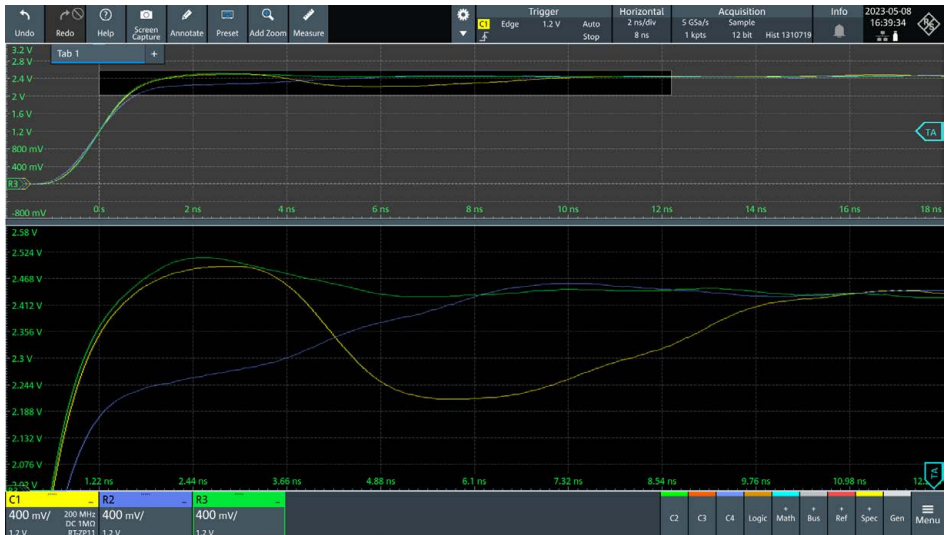 Undo
Redo
Help
Screen Capture
Annotate
Preset
Add Zoom
Measure
Trigger
C1 Edge 1.2 V Auto
Stop
Horizontal
2 ns/div
8 ns
Acquisition
5 GSa/s Sample
1 kpts 12 bit Hist 1310719
Info
2023-05-08
16:39:34
Tab 1 +
3.2 V
2.8 V
2.4 V
2 V
1.6 V
1.2 V
800 mV
400 mV
R3
-800 mV
TA
0 s 2 ns 4 ns 6 ns 8 ns 10 ns 12 ns 14 ns 16 ns 18 ns
2.58 V
2.524 V
2.468 V
2.412 V
2.356 V
2.3 V
2.244 V
2.188 V
2.132 V
2.076 V
2.02 V
1.22 ns 2.44 ns 3.66 ns 4.88 ns 6.1 ns 7.32 ns 8.54 ns 9.76 ns 10.98 ns
TA
C1
400 mV/ 200 MHz
DC 1MΩ
1.2 V RT-ZP11
R2
400 mV/
1.2 V
R3
400 mV/
1.2 V
C2
C3
C4
Logic
+ Math
+ Bus
+ Ref
+ Spec
Gen
Menu